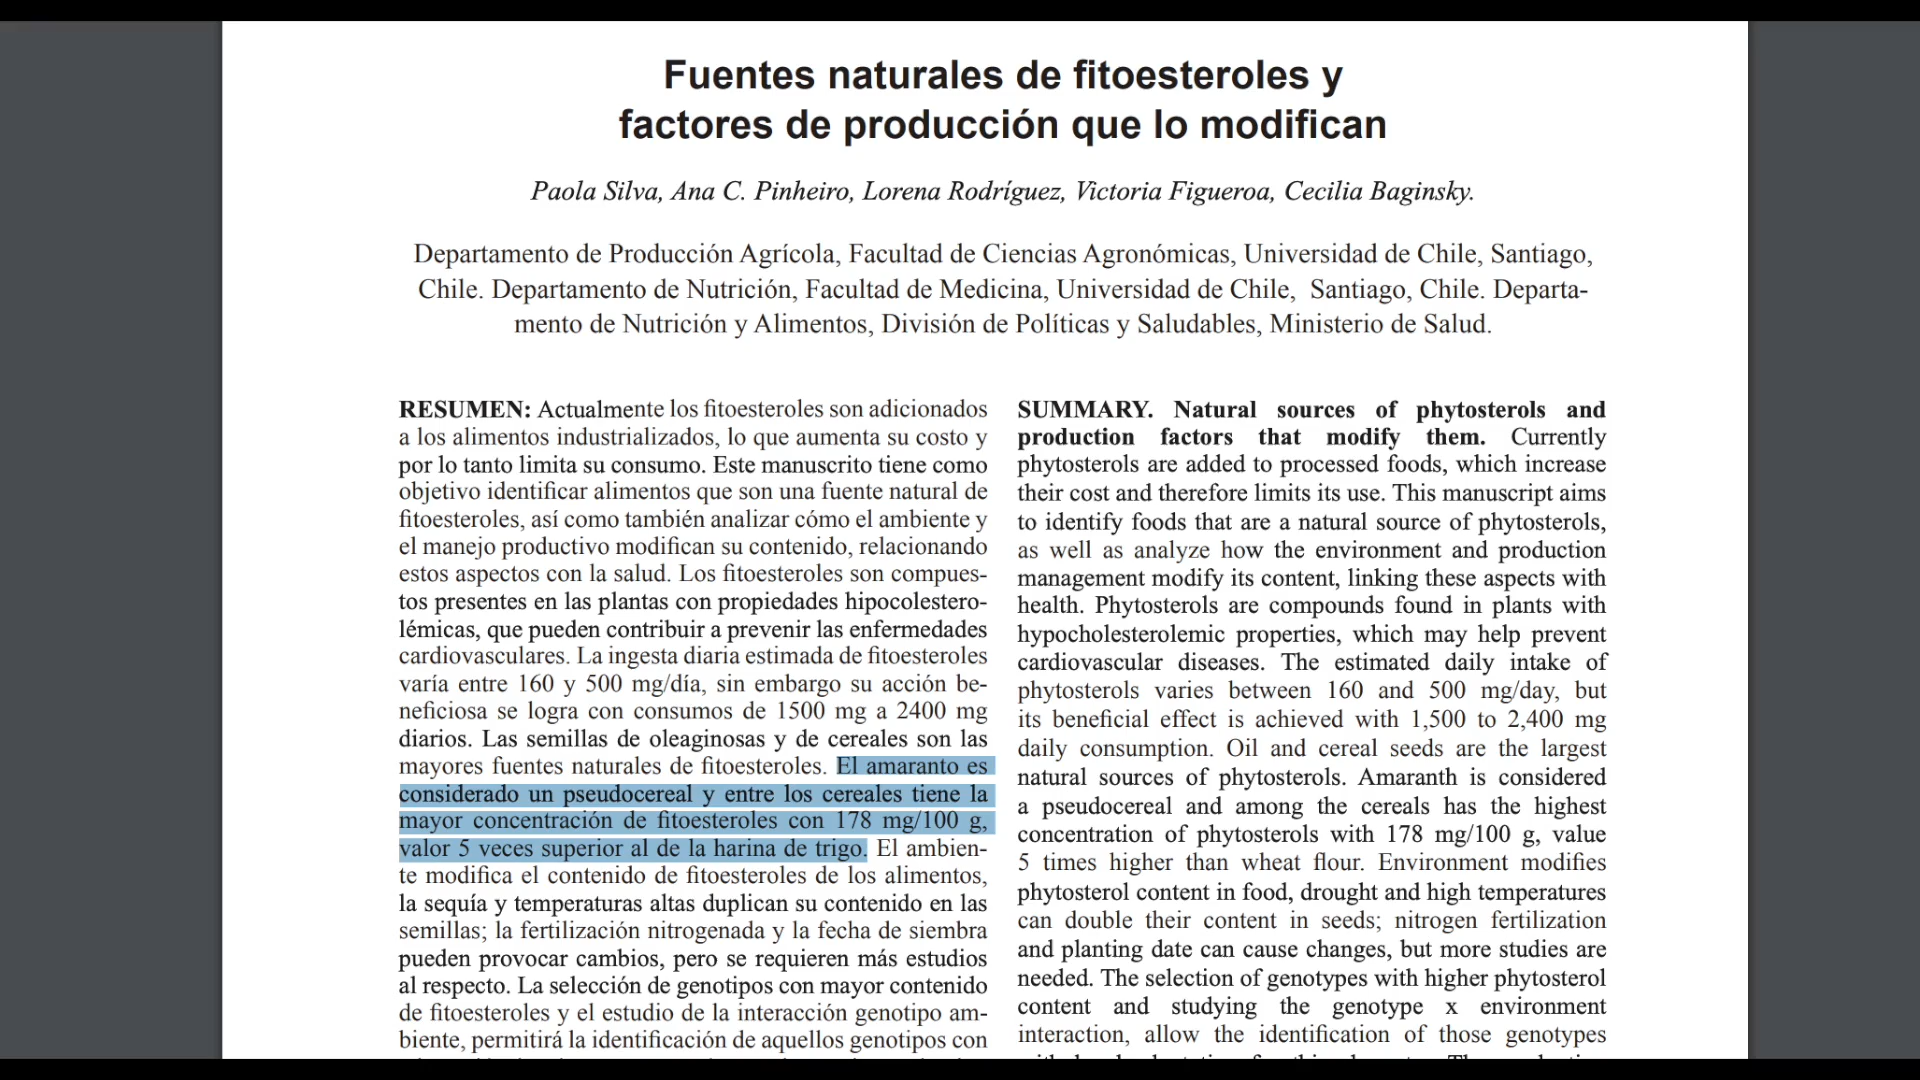 Fuentes naturales de fitoesteroles y
factores de producción que lo modifican
Paola Silva, Ana C. Pinheiro, Lorena Rodríguez, Victoria Figueroa, Cecilia Baginsky.
Departamento de Producción Agrícola, Facultad de Ciencias Agronómicas, Universidad de Chile, Santiago,
Chile. Departamento de Nutrición, Facultad de Medicina, Universidad de Chile, Santiago, Chile. Departa-
mento de Nutrición y Alimentos, División de Políticas y Saludables, Ministerio de Salud.
RESUMEN: Actualmente los fitoesteroles son adicionados
a los alimentos industrializados, lo que aumenta su costo y
por lo tanto limita su consumo. Este manuscrito tiene como
objetivo identificar alimentos que son una fuente natural de
fitoesteroles, así como también analizar cómo el ambiente y
el manejo productivo modifican su contenido, relacionando
estos aspectos con la salud. Los fitoesteroles son compues-
tos presentes en las plantas con propiedades hipocolestero-
lémicas, que pueden contribuir a prevenir las enfermedades
cardiovasculares. La ingesta diaria estimada de fitoesteroles
varía entre 160 y 500 mg/día, sin embargo su acción be-
neficiosa se logra con consumos de 1500 mg a 2400 mg
diarios. Las semillas de oleaginosas y de cereales son las
mayores fuentes naturales de fitoesteroles. El amaranto es
considerado un pseudocereal y entre los cereales tiene la
mayor concentración de fitoesteroles con 178 mg/100 g,
valor 5 veces superior al de la harina de trigo. El ambien-
te modifica el contenido de fitoesteroles de los alimentos,
la sequía y temperaturas altas duplican su contenido en las
semillas; la fertilización nitrogenada y la fecha de siembra
pueden provocar cambios, pero se requieren más estudios
al respecto. La selección de genotipos con mayor contenido
de fitoesteroles y el estudio de la interacción genotipo am-
biente, permitirá la identificación de aquellos genotipos con
SUMMARY. Natural sources of phytosterols and
production factors that modify them. Currently
phytosterols are added to processed foods, which increase
their cost and therefore limits its use. This manuscript aims
to identify foods that are a natural source of phytosterols,
as well as analyze how the environment and production
management modify its content, linking these aspects with
health. Phytosterols are compounds found in plants with
hypocholesterolemic properties, which may help prevent
cardiovascular diseases. The estimated daily intake of
phytosterols varies between 160 and 500 mg/day, but
its beneficial effect is achieved with 1,500 to 2,400 mg
daily consumption. Oil and cereal seeds are the largest
natural sources of phytosterols. Amaranth is considered
a pseudocereal and among the cereals has the highest
concentration of phytosterols with 178 mg/100 g, value
5 times higher than wheat flour. Environment modifies
phytosterol content in food, drought and high temperatures
can double their content in seeds; nitrogen fertilization
and planting date can cause changes, but more studies are
needed. The selection of genotypes with higher phytosterol
content and studying the genotype x environment
interaction, allow the identification of those genotypes